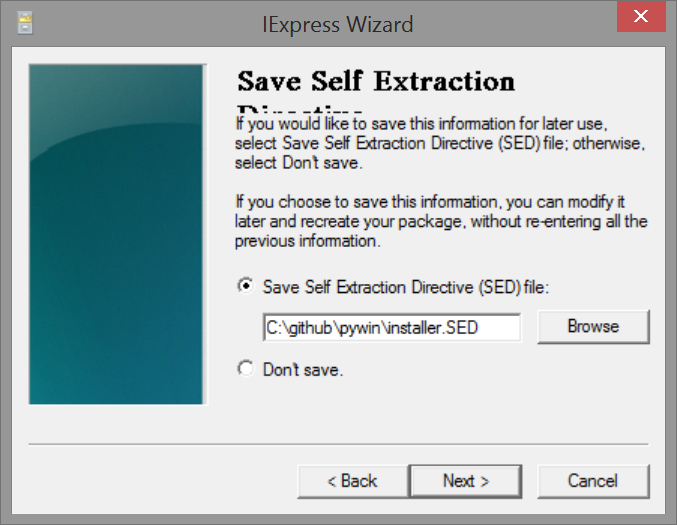 IExpress Wizard
Save Self Extraction
If you would like to save this information for later use,
select Save Self Extraction Directive (SED) file; otherwise,
select Don't save.
If you choose to save this information, you can modify it
later and recreate your package, without re-entering all the
previous information.
Save Self Extraction Directive (SED) file:
C:\github\pywin\installer.SED
Browse
Don't save.
< Back
Next >
Cancel